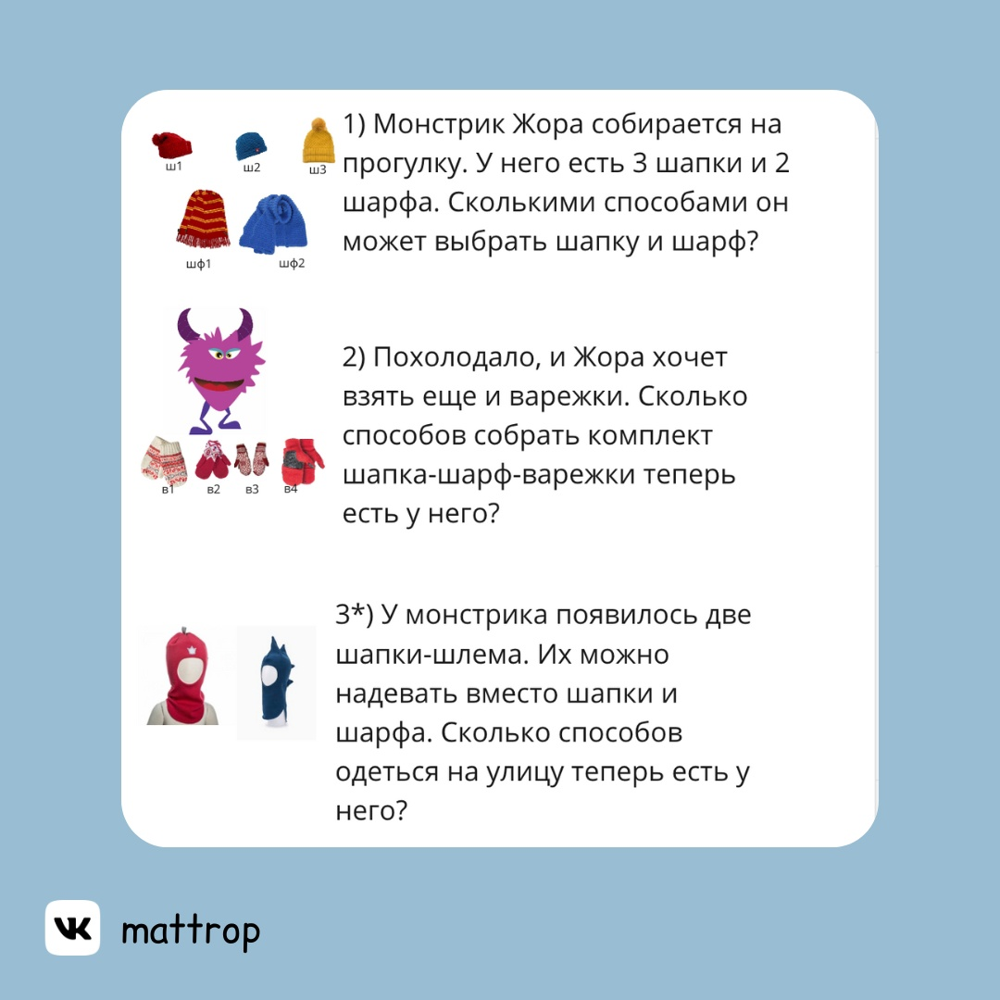 1) Монстрик Жора собирается на
прогулку. У него есть 3 шапки и 2
шарфа. Сколькими способами он
может выбрать шапку и шарф?
ш1 ш2 ш3
шф1 шф2
2) Похолодало, и Жора хочет
взять еще и варежки. Сколько
способов собрать комплект
шапка-шарф-варежки теперь
есть у него?
в1 в2 в3 в4
3*) У монстрика появилось две
шапки-шлема. Их можно
надевать вместо шапки и
шарфа. Сколько способов
одеться на улицу теперь есть у
него?
VK mattrop